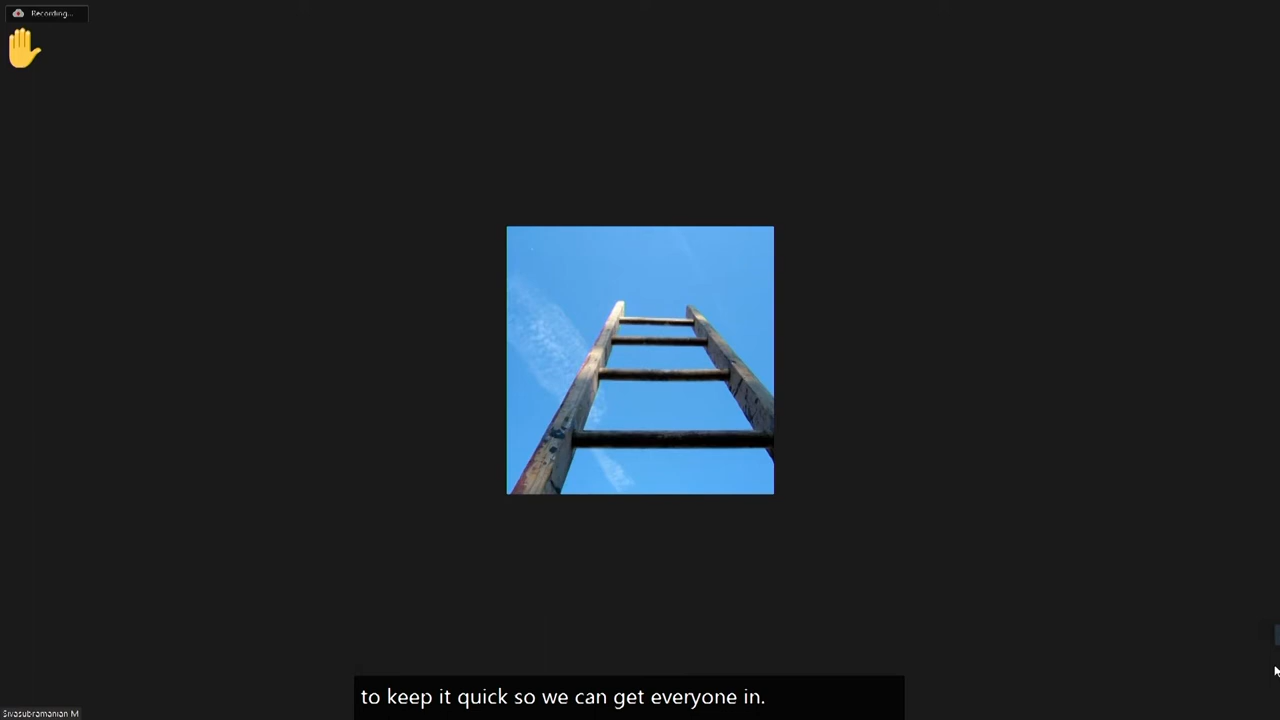 Recording...
to keep it quick so we can get everyone in.
Sivasubramanian M